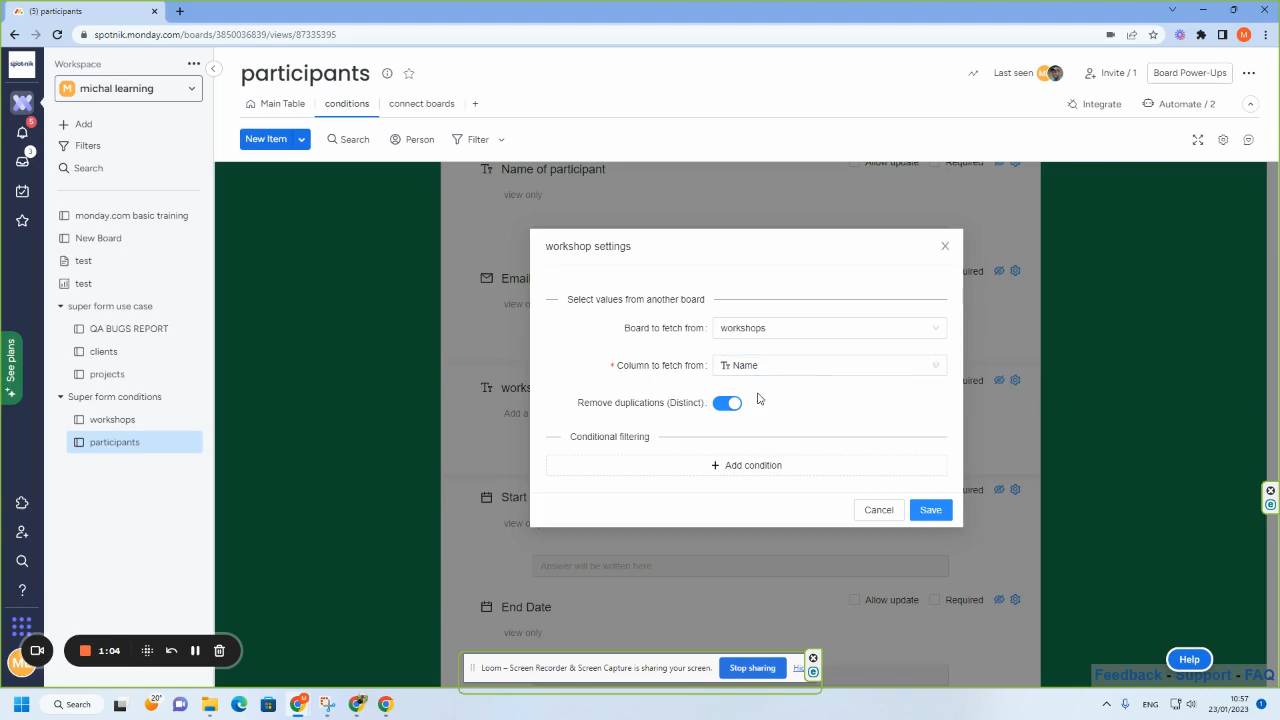 (5) participants
spotnik.monday.com/boards/3850036839/views/87335395
M
spot-nik
Workspace
M michal learning
Add
Filters
Search
monday.com basic training
New Board
test
test
super form use case
QA BUGS REPORT
clients
projects
Super form conditions
workshops
participants
5
3
See plans
participants
Last seen
Invite / 1
Board Power-Ups
Main Table
conditions
connect boards
+
Integrate
Automate / 2
New Item
Search
Person
Filter
Name of participant
Allow update
Required
view only
workshop settings
Select values from another board
Board to fetch from:
workshops
* Column to fetch from:
Name
Remove duplications (Distinct):
Conditional filtering
+ Add condition
Cancel
Save
Start
view o
Answer will be written here
End Date
Allow update
Required
view only
1:04
Loom – Screen Recorder & Screen Capture is sharing your screen.
Stop sharing
Help
Feedback - Support - FAQ
Search
20°
ENG
10:57
23/01/2023